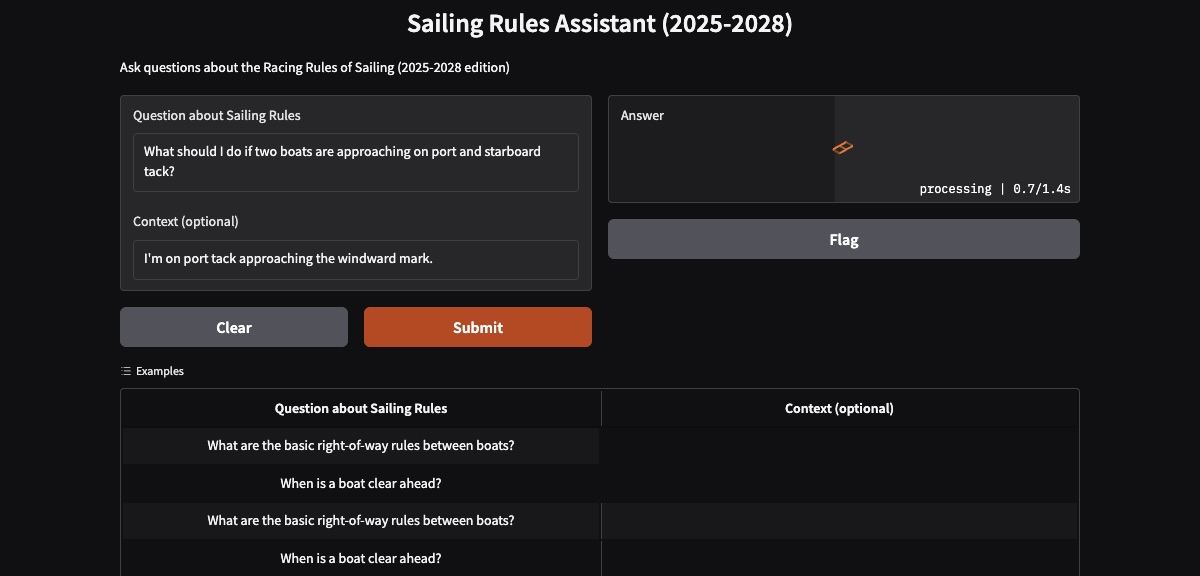 Sailing Rules Assistant (2025-2028)
Ask questions about the Racing Rules of Sailing (2025-2028 edition)
Question about Sailing Rules
What should I do if two boats are approaching on port and starboard
tack?
Context (optional)
I'm on port tack approaching the windward mark.
Clear
Submit
Answer
processing | 0.7/1.4s
Flag
Examples
Question about Sailing Rules
Context (optional)
What are the basic right-of-way rules between boats?
When is a boat clear ahead?
What are the basic right-of-way rules between boats?
When is a boat clear ahead?